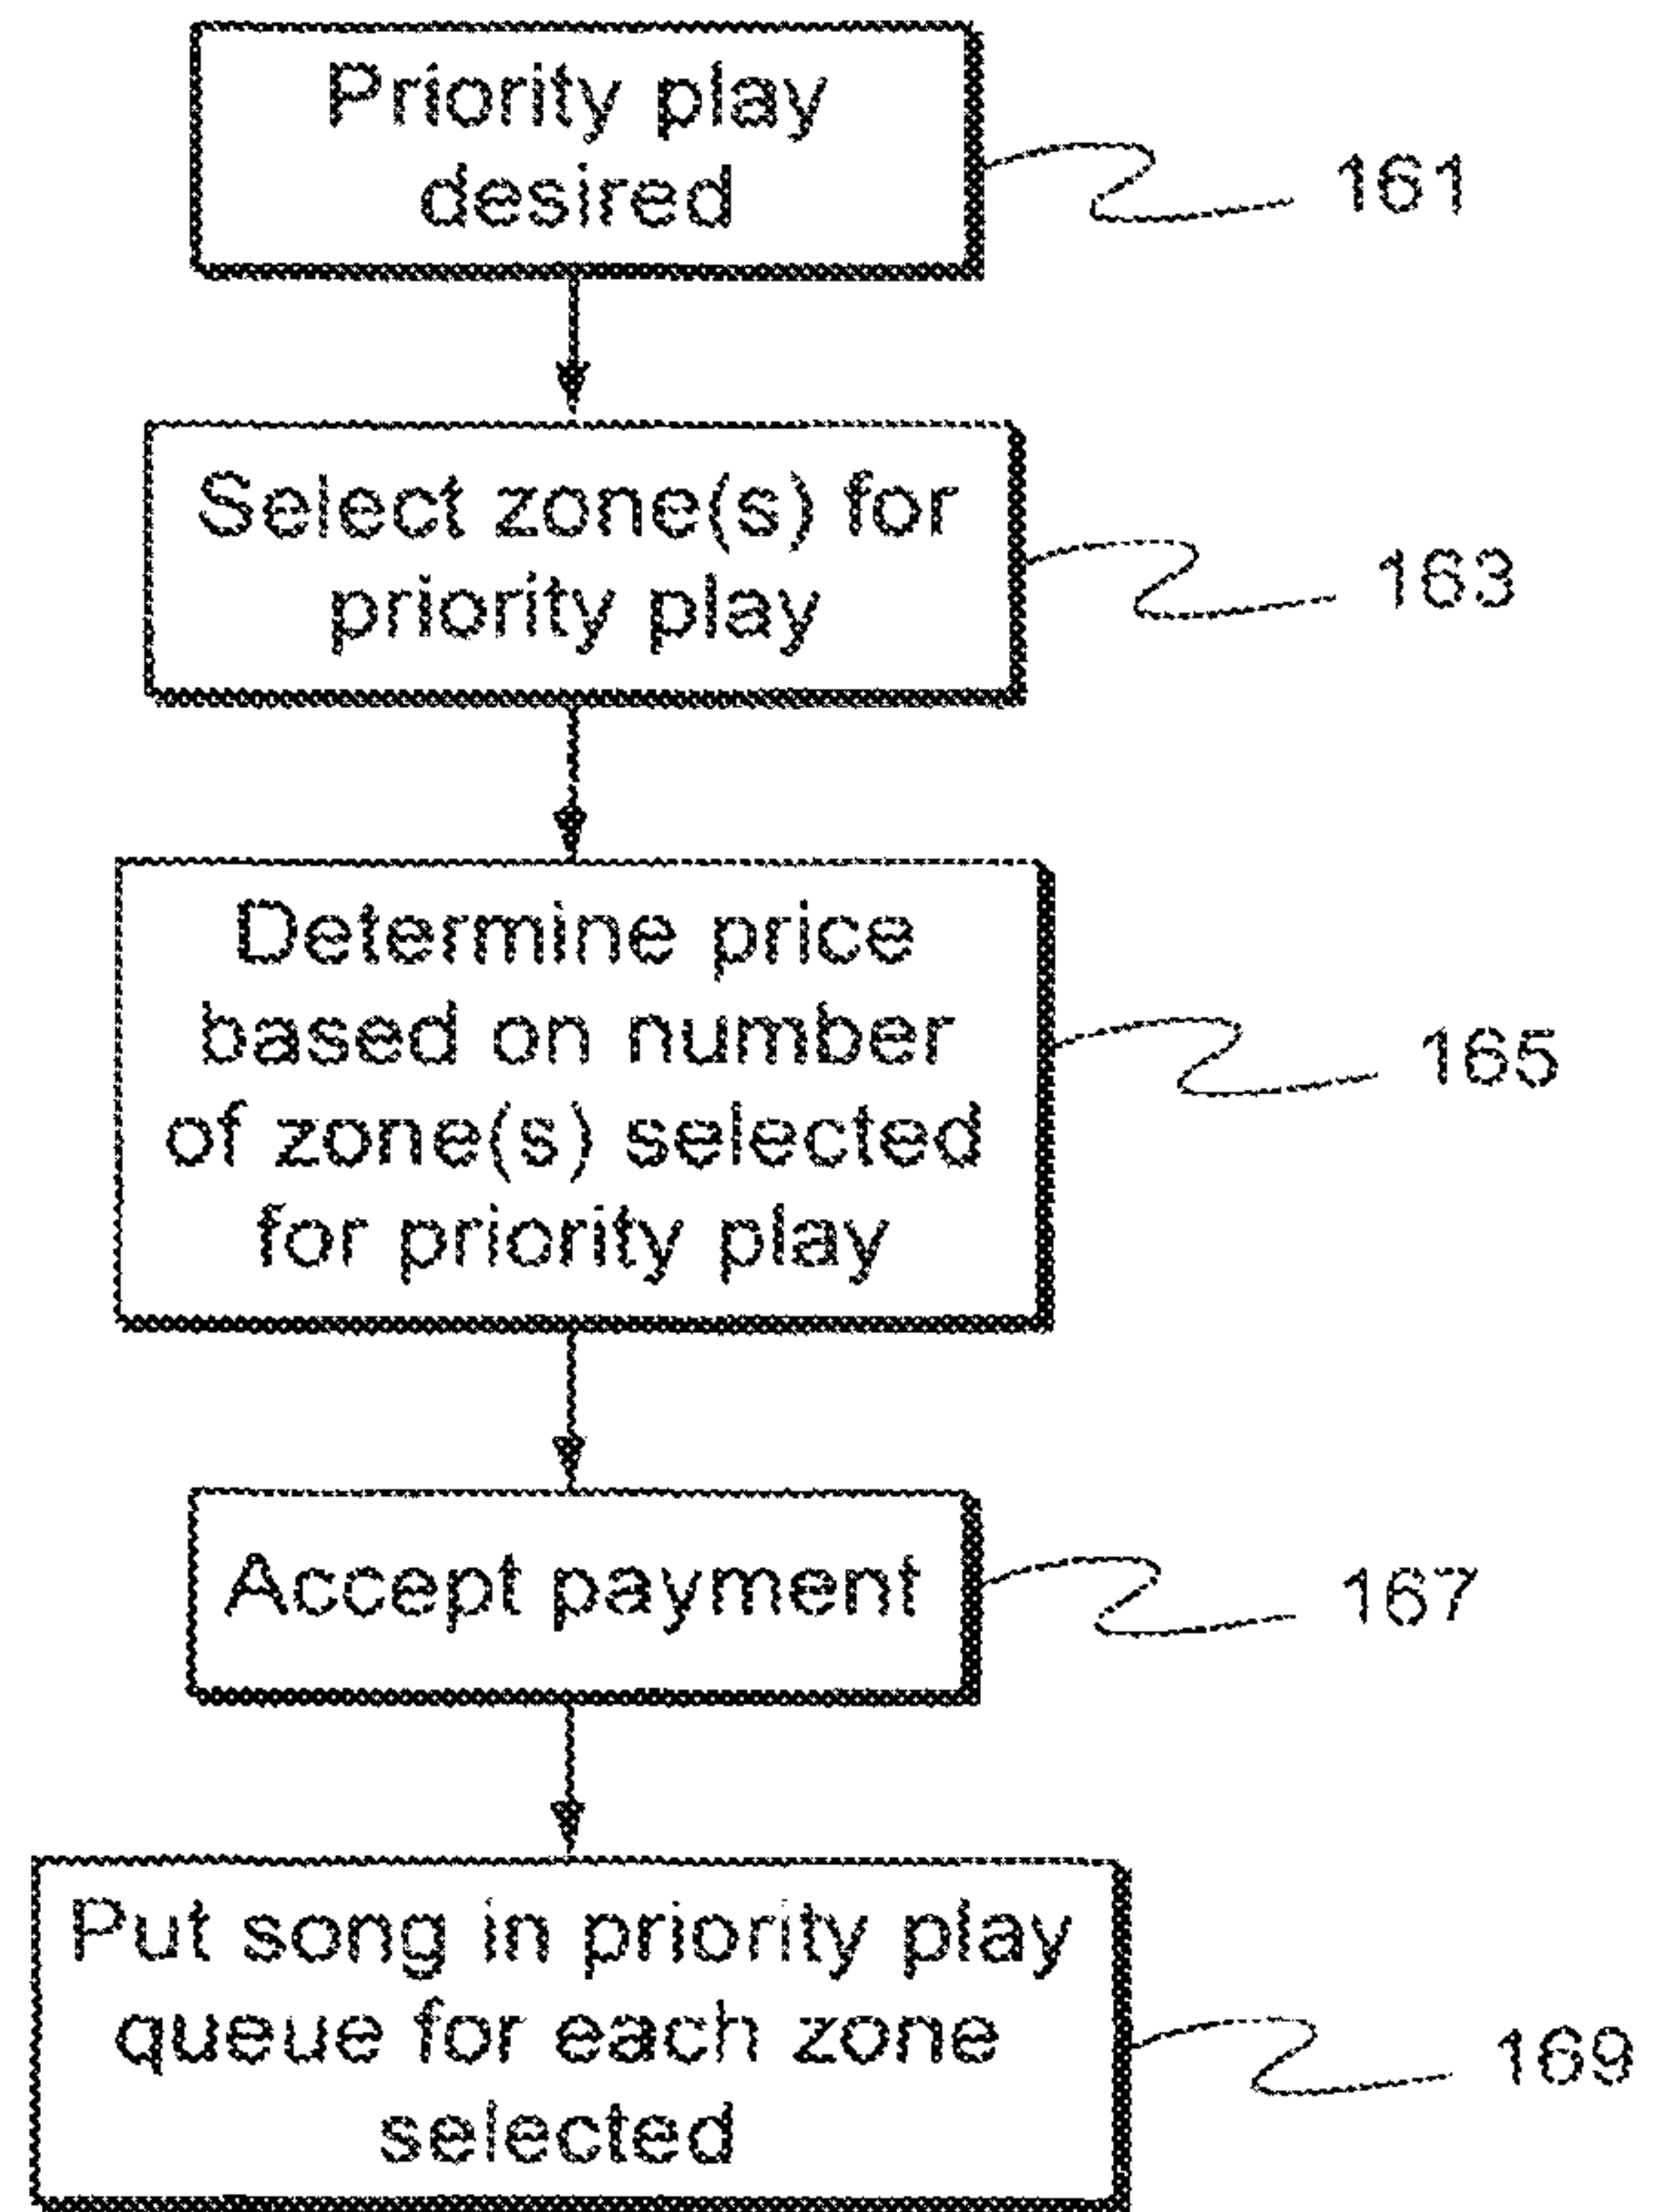 Priority play
desired
161
Select zone(s) for
priority play
163
Determine price
based on number
of zone(s) selected
for priority play
165
Accept payment
167
Put song in priority play
queue for each zone
selected
169